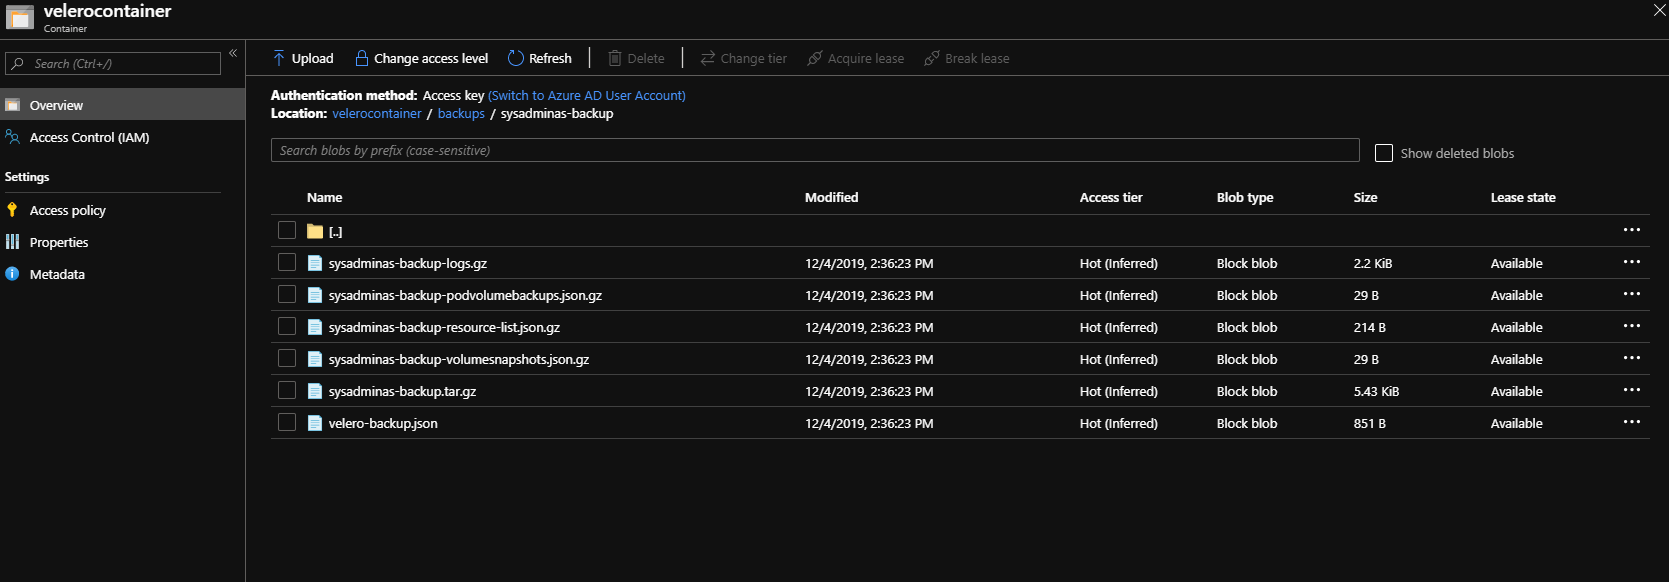 velerocontainer
Container
Search (Ctrl+/)
Overview
Access Control (IAM)
Settings
Access policy
Properties
Metadata
Upload Change access level Refresh Delete Change tier Acquire lease Break lease
Authentication method: Access key (Switch to Azure AD User Account)
Location: velerocontainer / backups / sysadminas-backup
Search blobs by prefix (case-sensitive) Show deleted blobs
Name Modified Access tier Blob type Size Lease state
[..]
sysadminas-backup-logs.gz 12/4/2019, 2:36:23 PM Hot (Inferred) Block blob 2.2 KiB Available
sysadminas-backup-podvolumebackups.json.gz 12/4/2019, 2:36:23 PM Hot (Inferred) Block blob 29 B Available
sysadminas-backup-resource-list.json.gz 12/4/2019, 2:36:23 PM Hot (Inferred) Block blob 214 B Available
sysadminas-backup-volumesnapshots.json.gz 12/4/2019, 2:36:23 PM Hot (Inferred) Block blob 29 B Available
sysadminas-backup.tar.gz 12/4/2019, 2:36:23 PM Hot (Inferred) Block blob 5.43 KiB Available
velero-backup.json 12/4/2019, 2:36:23 PM Hot (Inferred) Block blob 851 B Available